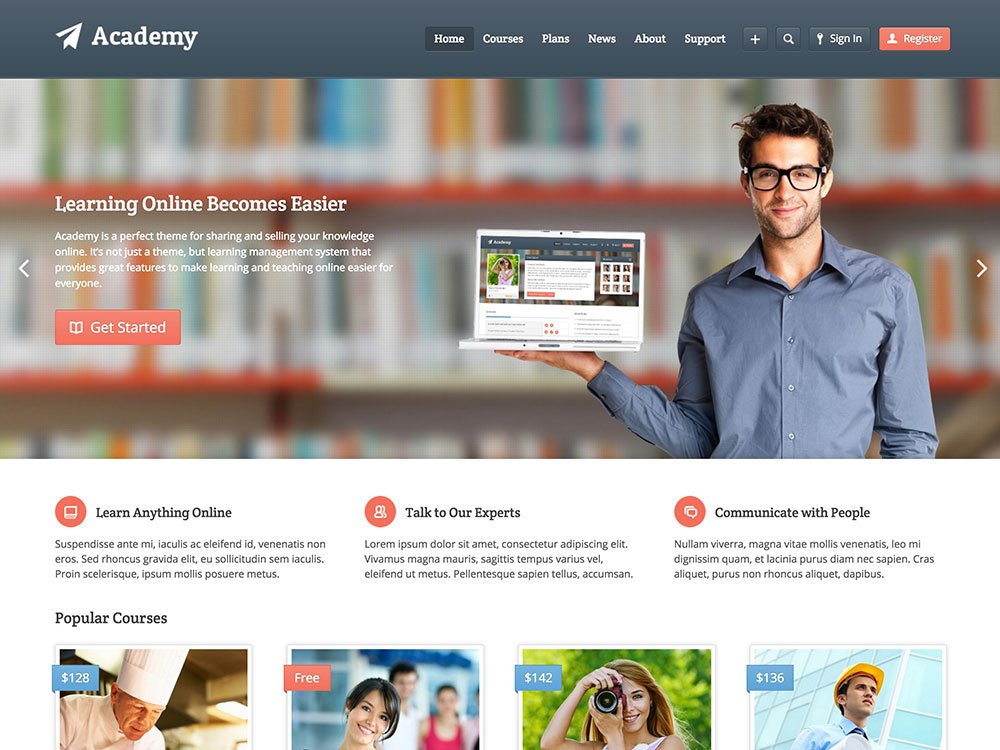 Academy
Home Courses Plans News About Support + Sign In Register
Learning Online Becomes Easier
Academy is a perfect theme for sharing and selling your knowledge
online. It's not just a theme, but learning management system that
provides great features to make learning and teaching online easier for
everyone.
Get Started
Academy
Learn Anything Online
Suspendisse ante mi, iaculis ac eleifend id, venenatis non
eros. Sed rhoncus gravida elit, eu sollicitudin sem iaculis.
Proin scelerisque, ipsum mollis posuere metus.
Talk to Our Experts
Lorem ipsum dolor sit amet, consectetur adipiscing elit.
Vivamus magna mauris, sagittis tempus varius vel,
eleifend ut metus. Pellentesque sapien tellus, accumsan.
Communicate with People
Nullam viverra, magna vitae mollis venenatis, leo mi
dignissim quam, et lacinia purus diam nec sapien. Cras
aliquet, purus non rhoncus aliquet, dapibus.
Popular Courses
$128
Free
$142
$136